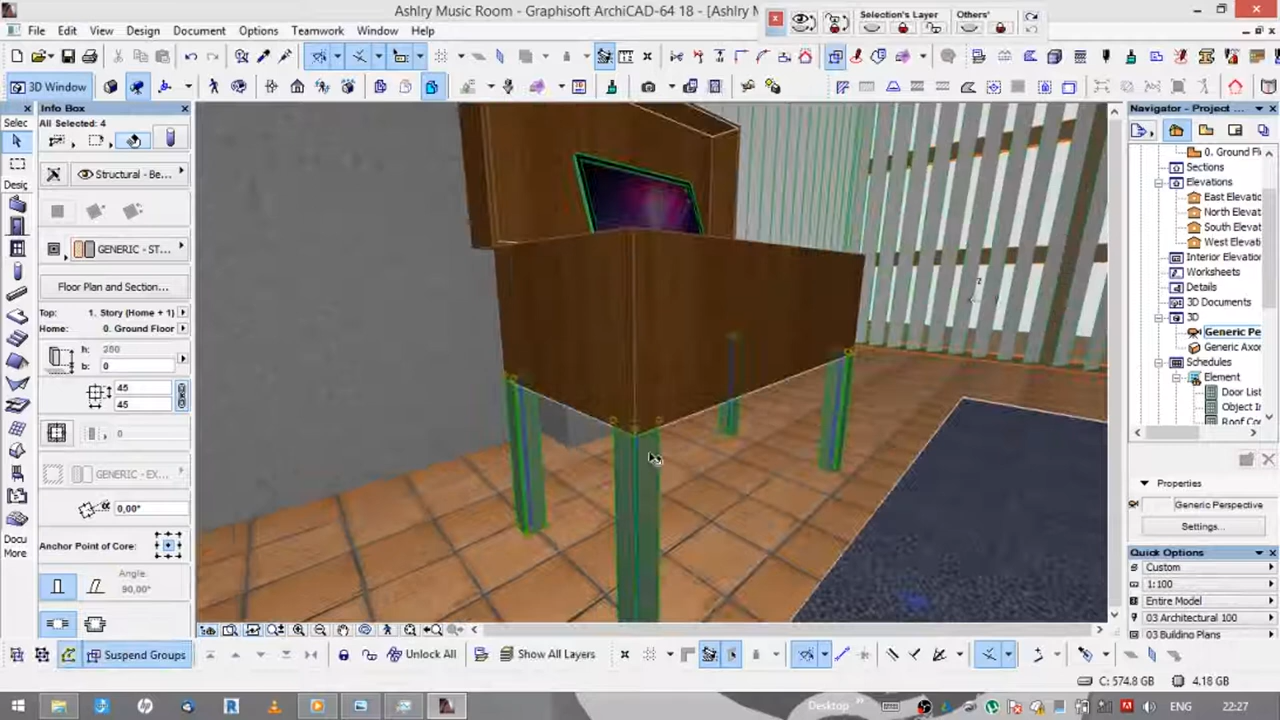 Ashlry Music Room - Graphisoft ArchiCAD-64 18 - [Ashlry M
Selection's Layer
Others'
File Edit View Design Document Options Teamwork Window Help
3D Window
Info Box
Navigator - Project ...
Selec
All Selected: 4
Structural - Be...
Desig
GENERIC - ST...
Floor Plan and Section...
Top: 1. Story (Home + 1)
Home: 0. Ground Floor
h: 300
b: 0
45
45
0
GENERIC - EX...
0,00°
Docu
More
Anchor Point of Core:
Angle:
90,00°
0. Ground Fl
Sections
Elevations
East Elevatic
North Elevat
South Elevat
West Elevati
Interior Elevatio
Worksheets
Details
3D Documents
3D
Generic Pe
Generic Axor
Schedules
Element
Door List
Object In
Roof Cor
Properties
Generic Perspective
Settings...
Quick Options
Custom
1:100
Entire Model
03 Architectural 100
03 Building Plans
Suspend Groups
Unlock All
Show All Layers
C: 574.8 GB
4.18 GB
Desktop
ENG
22:27